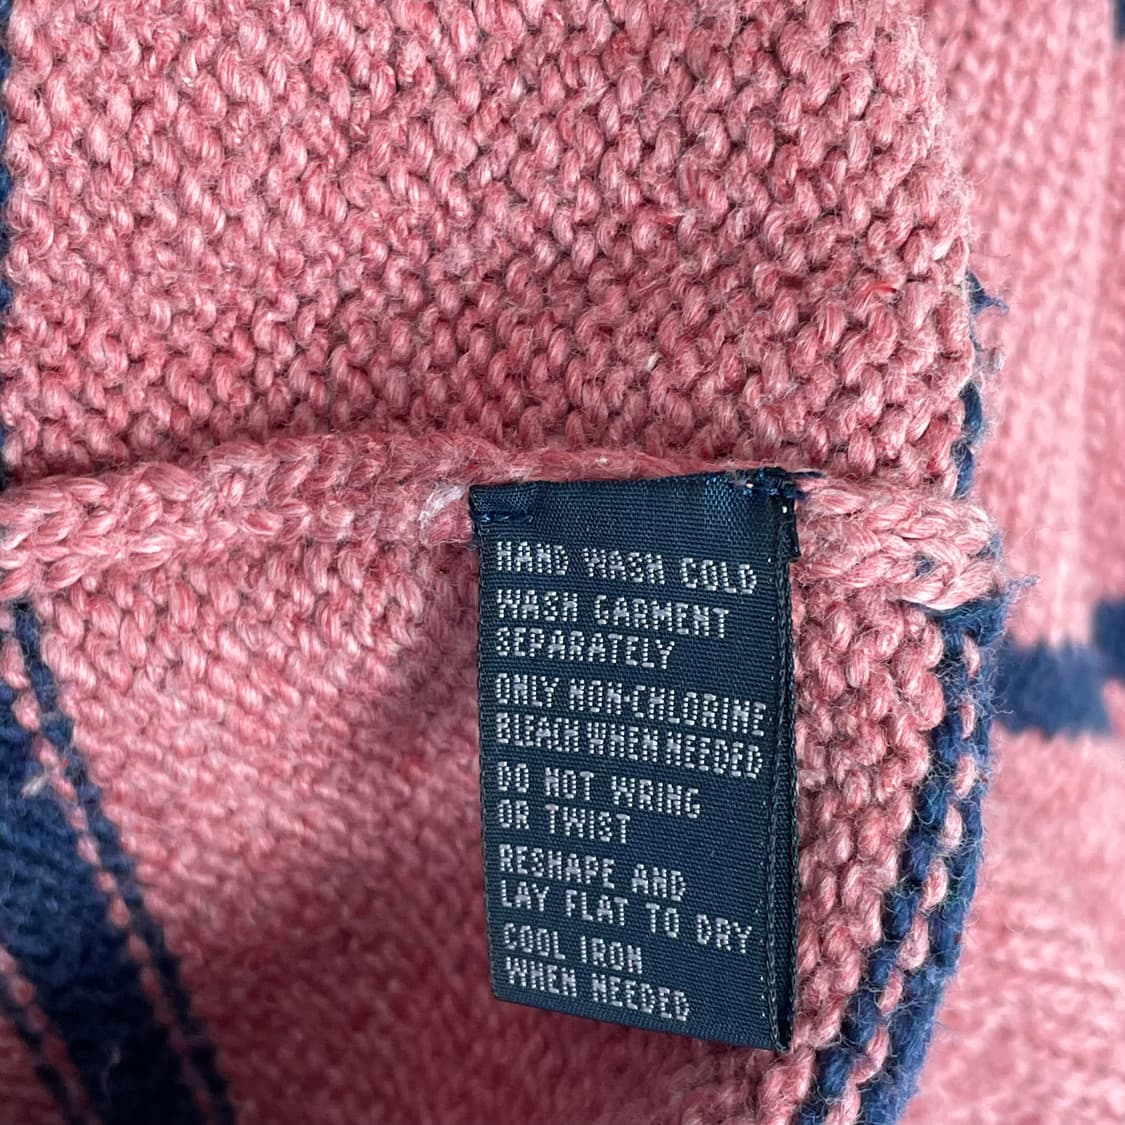 HAND WASH COLD
WASH GARMENT
SEPARATELY
ONLY NON-CHLORINE
BLEACH WHEN NEEDED
DO NOT WRING
OR TWIST
RESHAPE AND
LAY FLAT TO DRY
COOL IRON
WHEN NEEDED